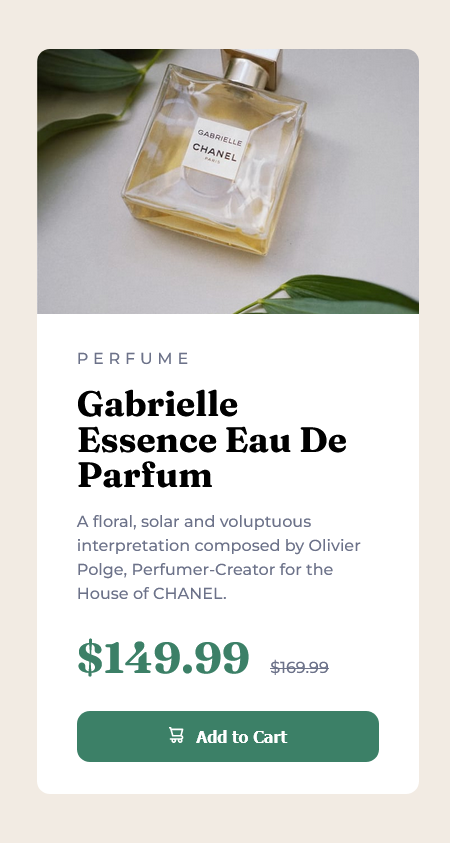 GABRIELLE
CHANEL
PARIS
PERFUME
Gabrielle
Essence Eau De
Parfum
A floral, solar and voluptuous
interpretation composed by Olivier
Polge, Perfumer-Creator for the
House of CHANEL.
$149.99 $169.99
Add to Cart